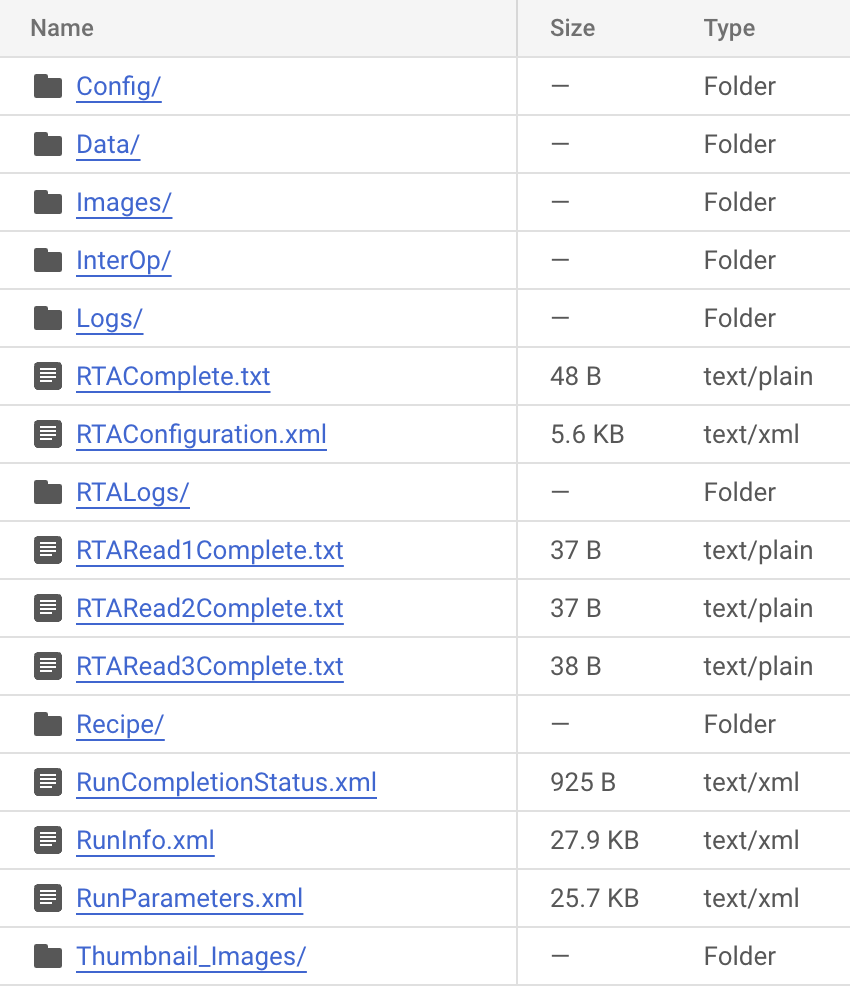 Name Size Type
Config/ — Folder
Data/ — Folder
Images/ — Folder
InterOp/ — Folder
Logs/ — Folder
RTAComplete.txt 48 B text/plain
RTAConfiguration.xml 5.6 KB text/xml
RTALogs/ — Folder
RTARead1Complete.txt 37 B text/plain
RTARead2Complete.txt 37 B text/plain
RTARead3Complete.txt 38 B text/plain
Recipe/ — Folder
RunCompletionStatus.xml 925 B text/xml
RunInfo.xml 27.9 KB text/xml
RunParameters.xml 25.7 KB text/xml
Thumbnail_Images/ — Folder